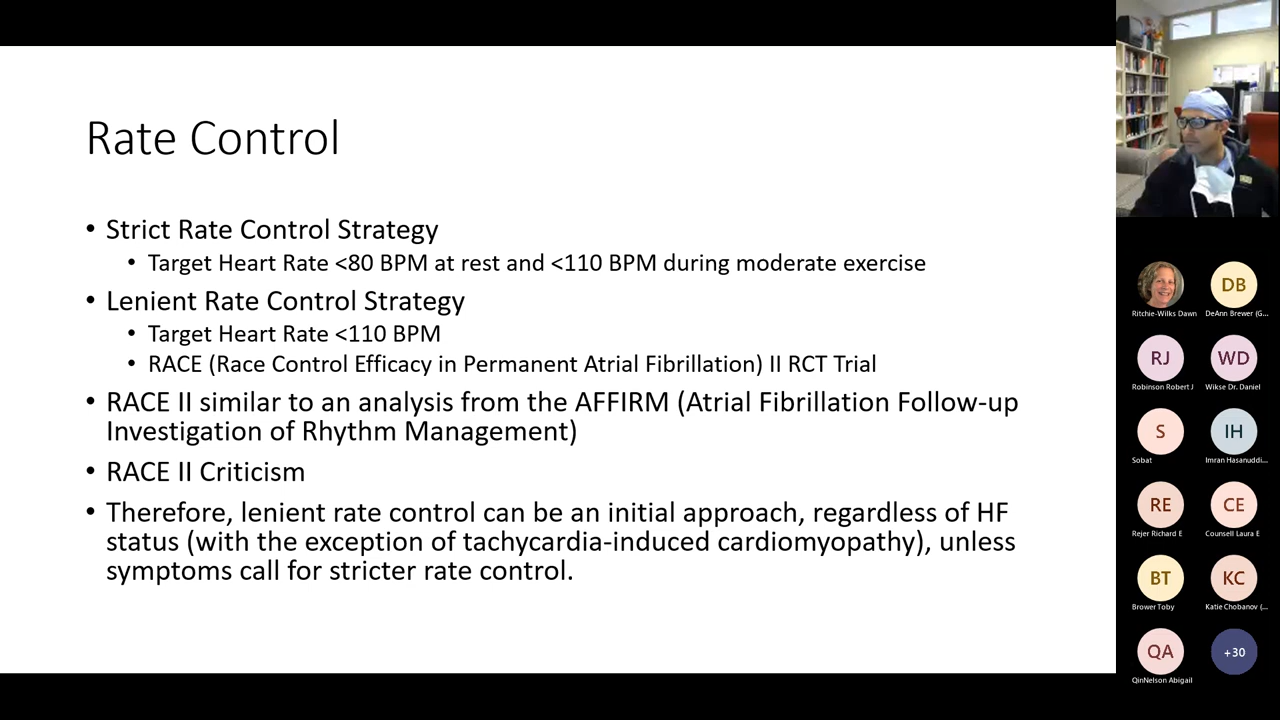 Rate Control
• Strict Rate Control Strategy
• Target Heart Rate <80 BPM at rest and <110 BPM during moderate exercise
• Lenient Rate Control Strategy
• Target Heart Rate <110 BPM
• RACE (Race Control Efficacy in Permanent Atrial Fibrillation) II RCT Trial
• RACE II similar to an analysis from the AFFIRM (Atrial Fibrillation Follow-up
Investigation of Rhythm Management)
• RACE II Criticism
• Therefore, lenient rate control can be an initial approach, regardless of HF
status (with the exception of tachycardia-induced cardiomyopathy), unless
symptoms call for stricter rate control.
DB
Ritchie-Wilks Dawn
DeAnn Brewer (G...
RJ
WD
Robinson Robert J
Wikse Dr. Daniel
S
IH
Sobat
Imran Hasanuddi...
RE
CE
Rejer Richard E
Counsell Laura E
BT
KC
Brower Toby
Katie Chobanov (...
QA
+30
QinNelson Abigail